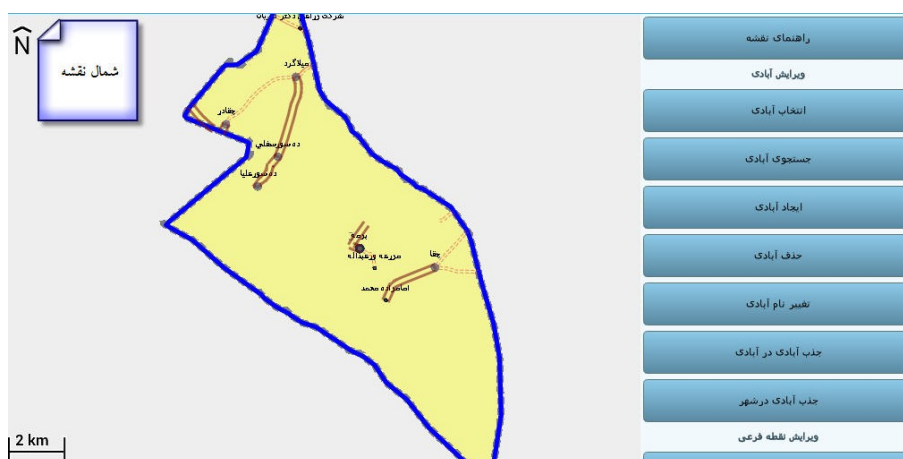 N
شمال نقشه
میلاگرد
چقادر
ده سورسفلي
ده سورعلیا
برمه
مزرعه
چقا
امامزاده محمد
2 km
راهنمای نقشه
ویرایش آبادی
انتخاب آبادی
جستجوی آبادی
ایجاد آبادی
حذف آبادی
تغییر نام آبادی
جذب آبادی در آبادی
جذب آبادی درشهر
ویرایش نقطه فرعی